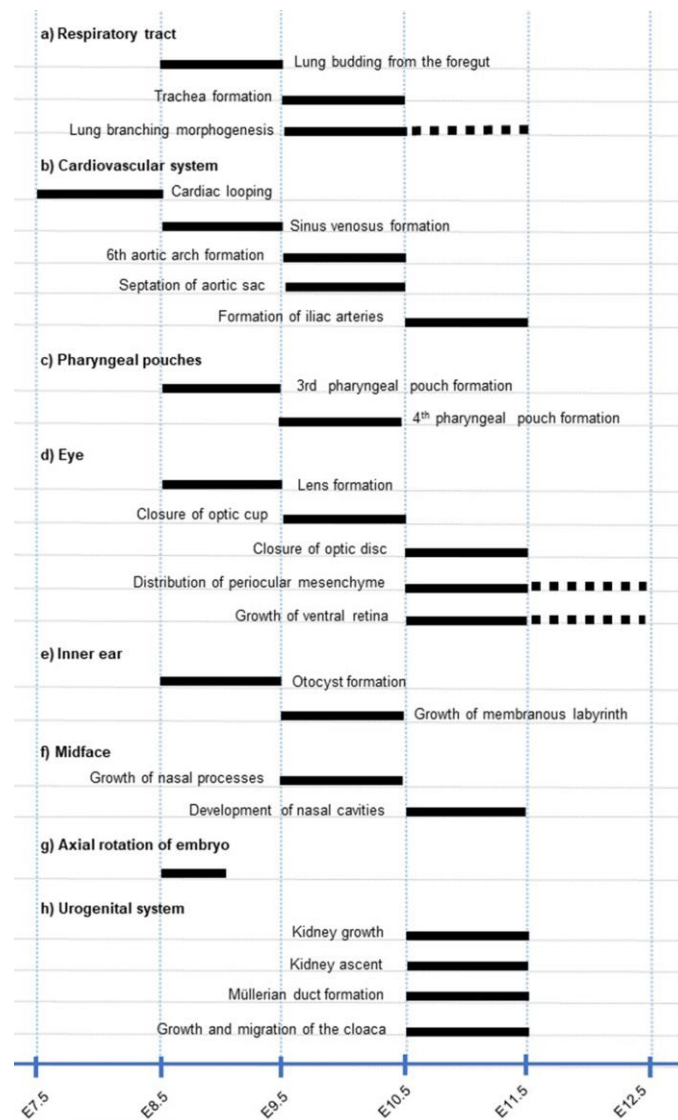 a) Respiratory tract
Lung budding from the foregut
Trachea formation
Lung branching morphogenesis
b) Cardiovascular system
Cardiac looping
Sinus venosus formation
6th aortic arch formation
Septation of aortic sac
Formation of iliac arteries
c) Pharyngeal pouches
3rd pharyngeal pouch formation
4th pharyngeal pouch formation
d) Eye
Lens formation
Closure of optic cup
Closure of optic disc
Distribution of periocular mesenchyme
Growth of ventral retina
e) Inner ear
Otocyst formation
Growth of membranous labyrinth
f) Midface
Growth of nasal processes
Development of nasal cavities
g) Axial rotation of embryo
h) Urogenital system
Kidney growth
Kidney ascent
Müllerian duct formation
Growth and migration of the cloaca
E7.5 E8.5 E9.5 E10.5 E11.5 E12.5